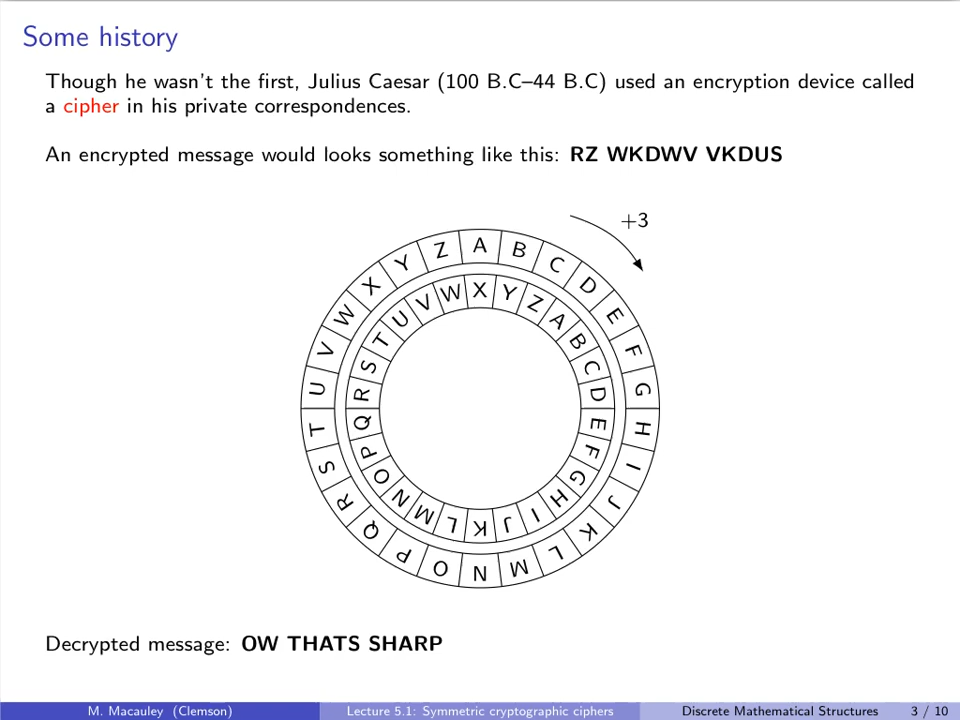 Some history
Though he wasn't the first, Julius Caesar (100 B.C–44 B.C) used an encryption device called
a cipher in his private correspondences.
An encrypted message would looks something like this: RZ WKDWV VKDUS
+3
A B C D E F G H I J K L M N O P Q R S T U V W X Y Z
X Y Z A B C D E F G H I J K L M N O P Q R S T U V W
Decrypted message: OW THATS SHARP
M. Macauley (Clemson) Lecture 5.1: Symmetric cryptographic ciphers Discrete Mathematical Structures 3 / 10